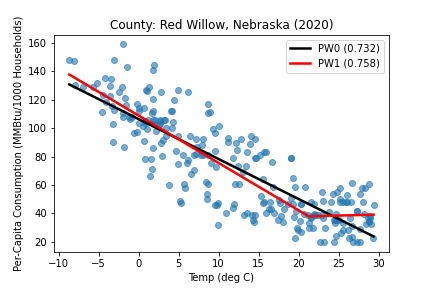 County: Red Willow, Nebraska (2020)
PW0 (0.732)
PW1 (0.758)
Per-Capita Consumption (MMBtu/1000 Households)
160
140
120
100
80
60
40
20
−10 −5 0 5 10 15 20 25 30
Temp (deg C)